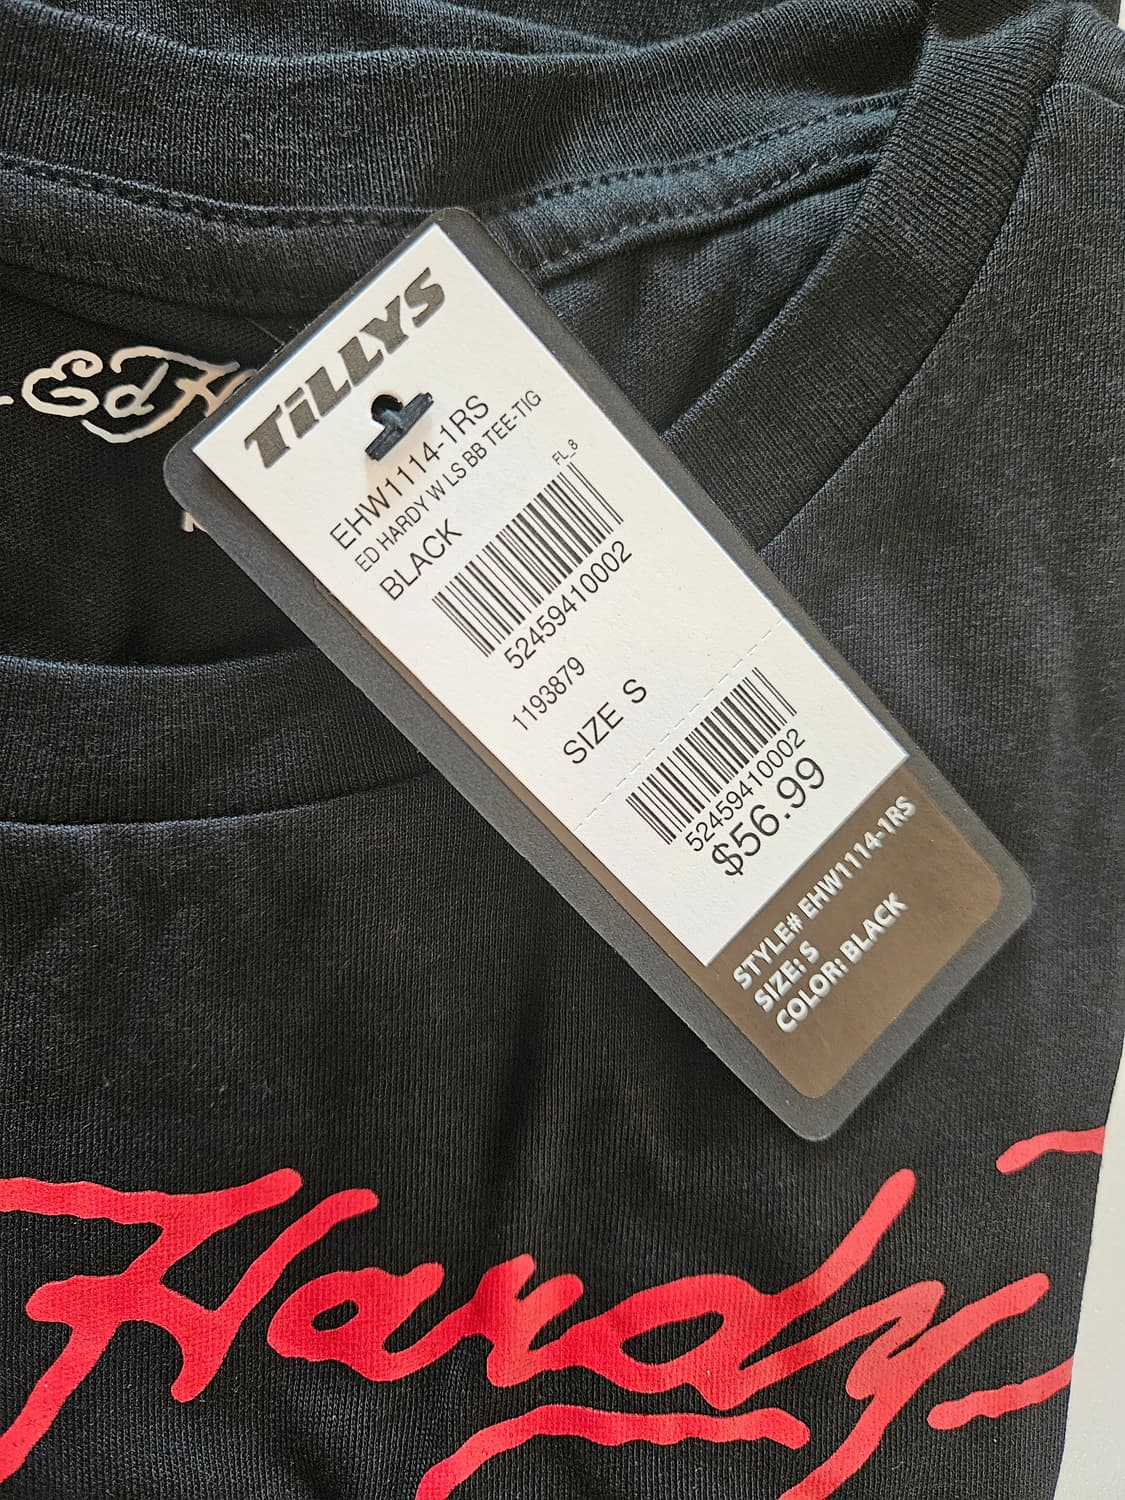 Ed
TiLLYS
EHW1114-1RS
ED HARDY W LS BB TEE-TIG
BLACK
FL_8
52459410002
1193879
SIZE S
52459410002
$56.99
STYLE# EHW1114-1RS
SIZE: S
COLOR: BLACK
Hardy